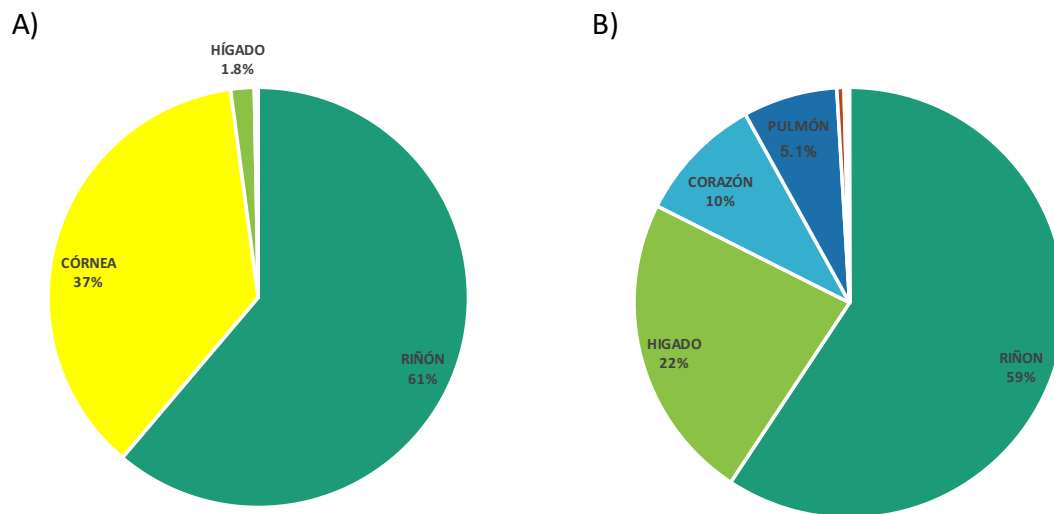 A)
HÍGADO
1.8%
CÓRNEA
37%
RIÑÓN
61%
B)
PULMÓN
5.1%
CORAZÓN
10%
HIGADO
22%
RIÑON
59%